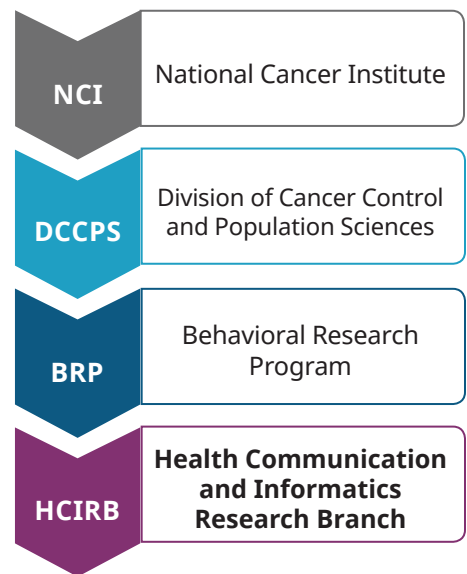 NCI
National Cancer Institute
DCCPS
Division of Cancer Control
and Population Sciences
BRP
Behavioral Research
Program
HCIRB
Health Communication
and Informatics
Research Branch